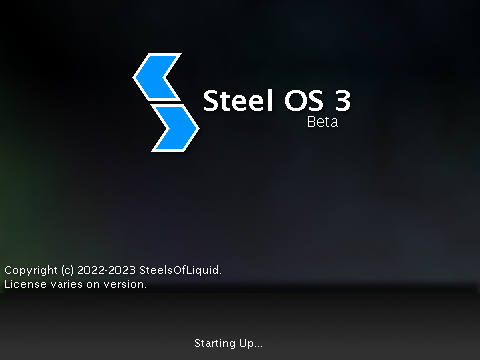 Steel OS 3
Beta
Copyright (c) 2022-2023 SteelsOfLiquid.
License varies on version.
Starting Up...